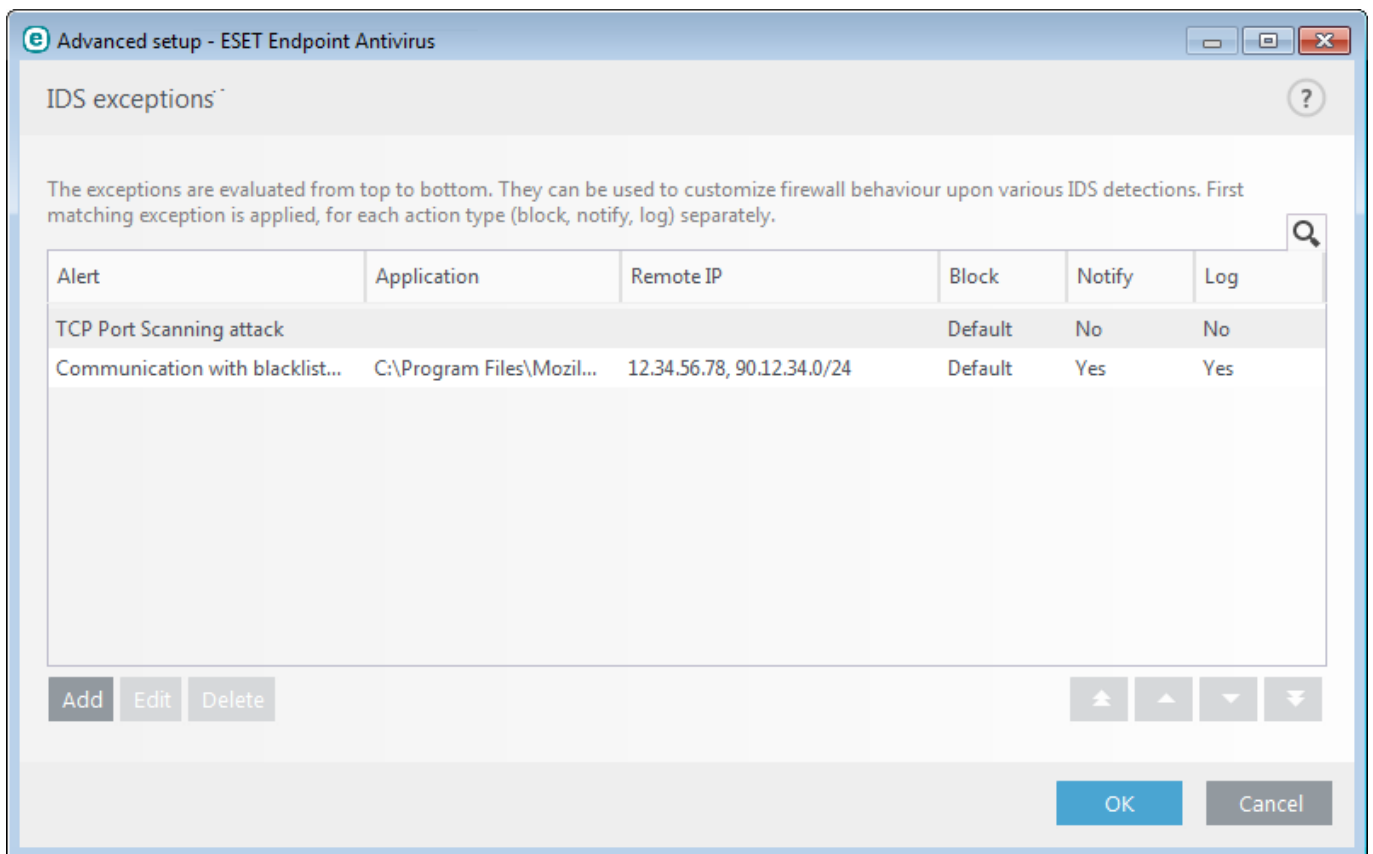 e Advanced setup - ESET Endpoint Antivirus
IDS exceptions
?
The exceptions are evaluated from top to bottom. They can be used to customize firewall behaviour upon various IDS detections. First
matching exception is applied, for each action type (block, notify, log) separately.
Alert Application Remote IP Block Notify Log
TCP Port Scanning attack Default No No
Communication with blacklist... C:\Program Files\Mozil... 12.34.56.78, 90.12.34.0/24 Default Yes Yes
Add Edit Delete
OK Cancel